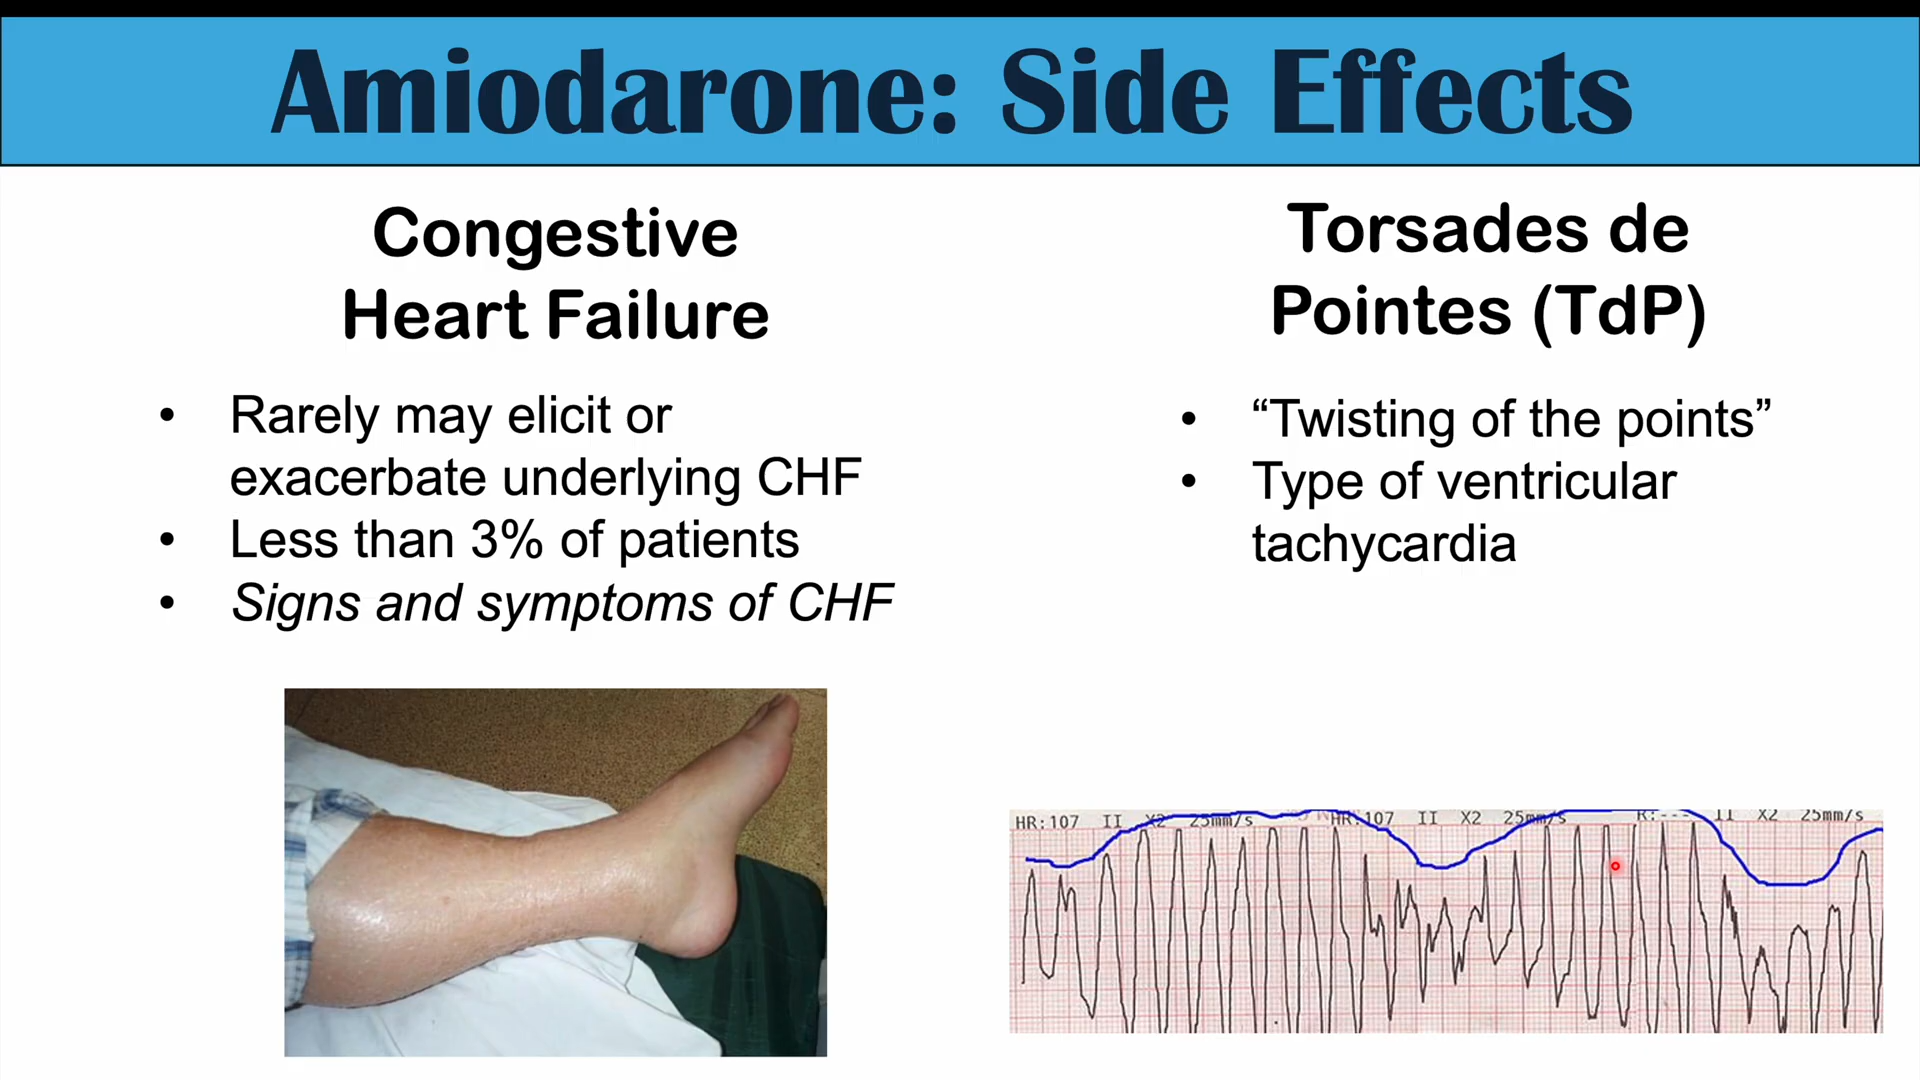 Amiodarone: Side Effects
Congestive
Heart Failure
• Rarely may elicit or
exacerbate underlying CHF
• Less than 3% of patients
• Signs and symptoms of CHF
Torsades de
Pointes (TdP)
• “Twisting of the points”
• Type of ventricular
tachycardia
HR:107 II X2 25mm/s HR:107 II X2 25mm/s R:--- II X2 25mm/s